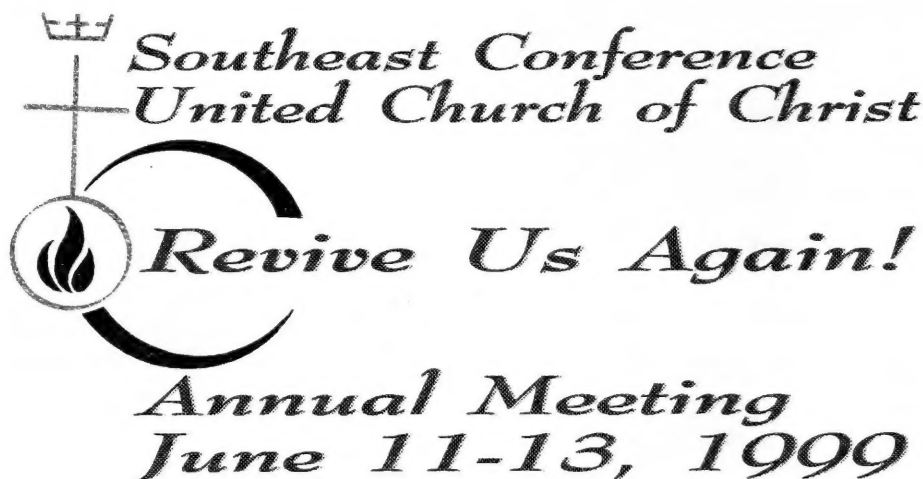 Southeast Conference
United Church of Christ
Revive Us Again!
Annual Meeting
June 11-13, 1999